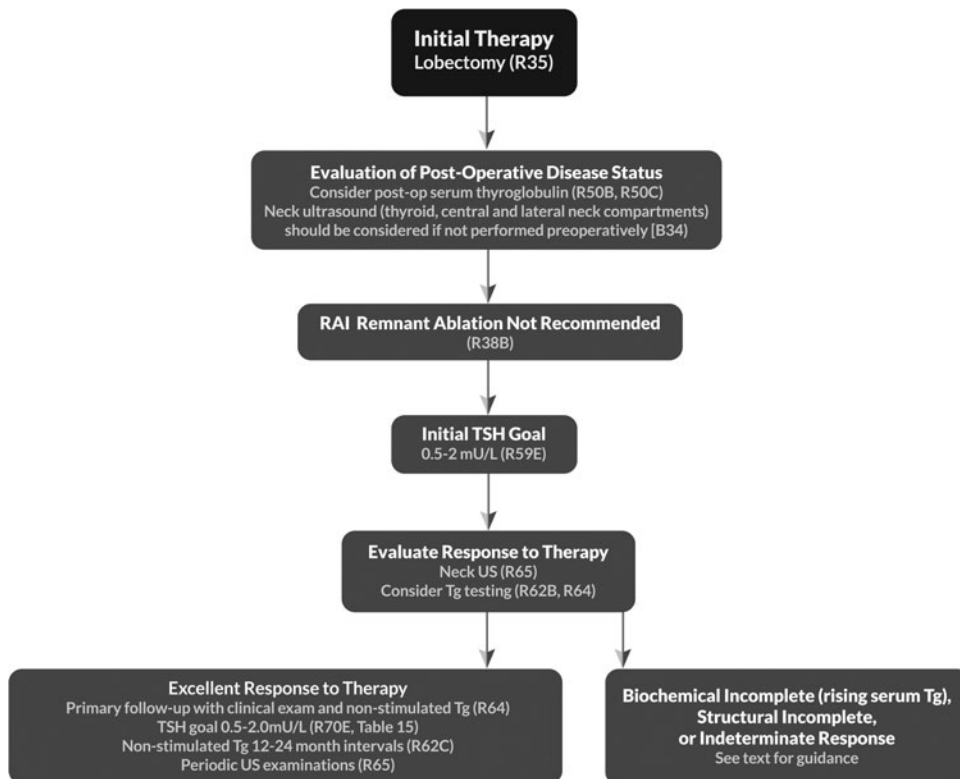 Initial Therapy
Lobectomy (R35)
Evaluation of Post-Operative Disease Status
Consider post-op serum thyroglobulin (R50B, R50C)
Neck ultrasound (thyroid, central and lateral neck compartments)
should be considered if not performed preoperatively [B34)
RAI Remnant Ablation Not Recommended
(R38B)
Initial TSH Goal
0.5-2 mU/L (R59E)
Evaluate Response to Therapy
Neck US (R65)
Consider Tg testing (R62B, R64)
Excellent Response to Therapy
Primary follow-up with clinical exam and non-stimulated Tg (R64)
TSH goal 0.5-2.0mU/L (R70E, Table 15)
Non-stimulated Tg 12-24 month intervals (R62C)
Periodic US examinations (R65)
Biochemical Incomplete (rising serum Tg),
Structural Incomplete,
or Indeterminate Response
See text for guidance